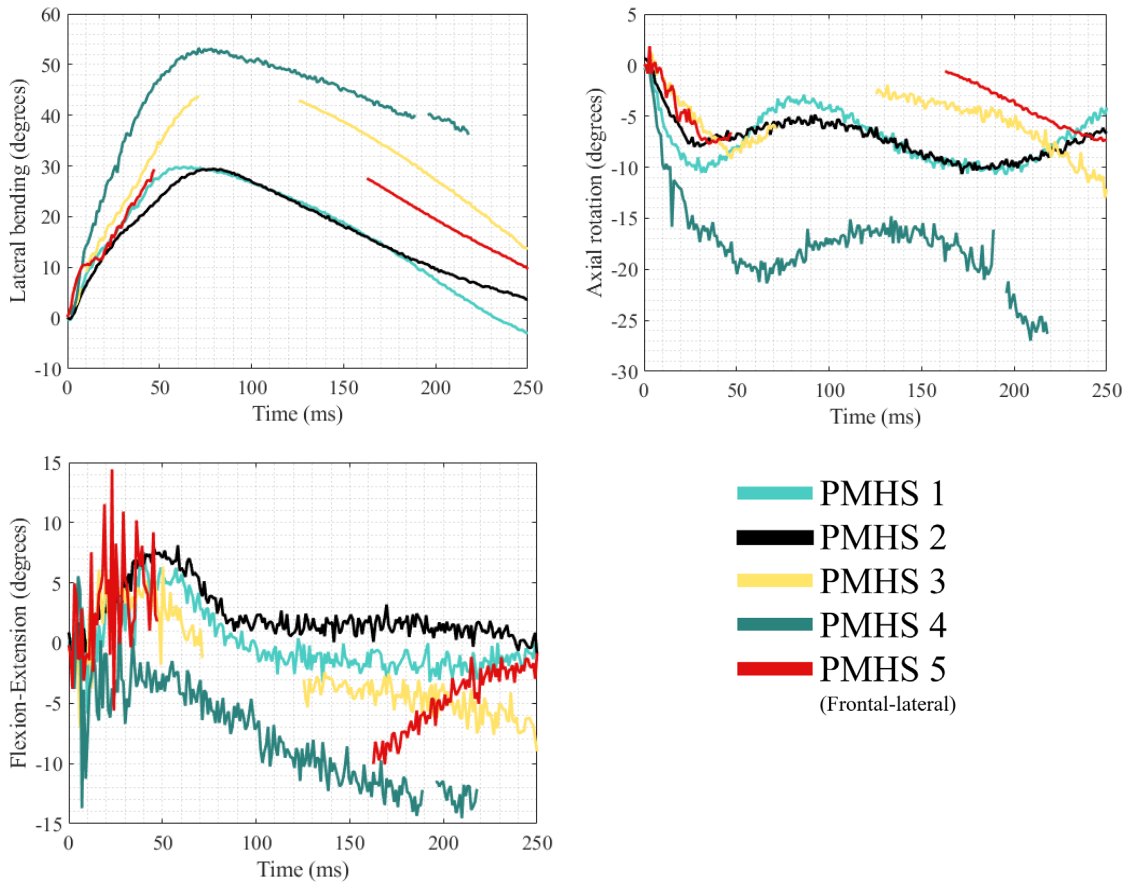 60
50
40
30
20
10
0
-10
Lateral bending (degrees)
0 50 100 150 200 250
Time (ms)
5
0
-5
-10
-15
-20
-25
-30
Axial rotation (degrees)
0 50 100 150 200 250
Time (ms)
15
10
5
0
-5
-10
-15
Flexion-Extension (degrees)
0 50 100 150 200 250
Time (ms)
PMHS 1
PMHS 2
PMHS 3
PMHS 4
PMHS 5
(Frontal-lateral)